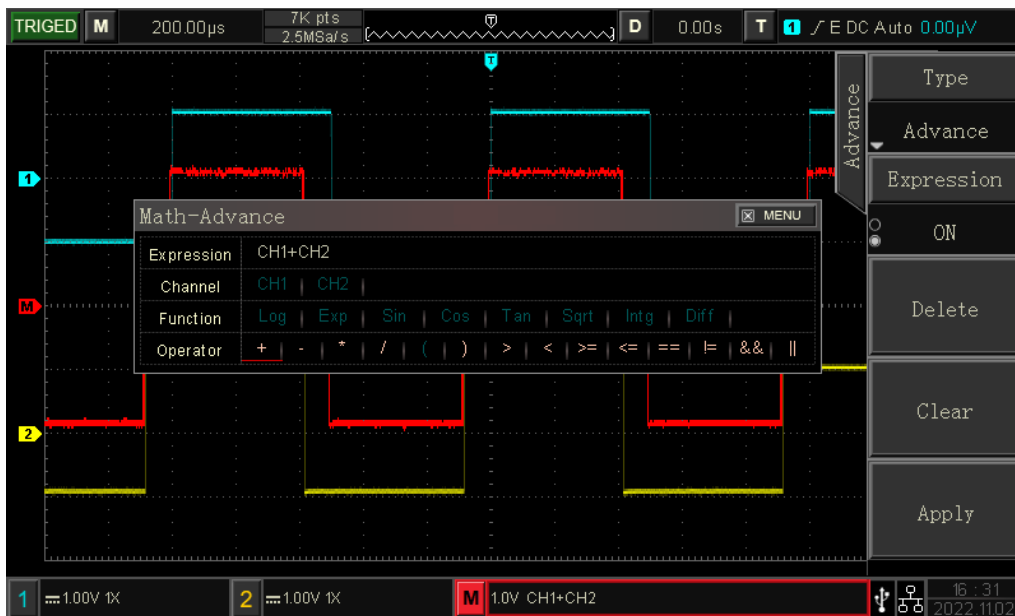 TRIGED M 200.00µs 7K pts 2.5MSa/s T D 0.00s T 1 E DC Auto 0.00µV
T
Advance
Type
Advance
Expression
ON
Delete
Clear
Apply
1
M
2
Math-Advance MENU
Expression CH1+CH2
Channel CH1 | CH2 |
Function Log | Exp | Sin | Cos | Tan | Sqrt | Intg | Diff |
Operator + | - | * | / | ( | ) | > | < | >= | <= | == | != | && | ||
1 1.00V 1X 2 1.00V 1X M 1.0V CH1+CH2 16:31
2022.11.02